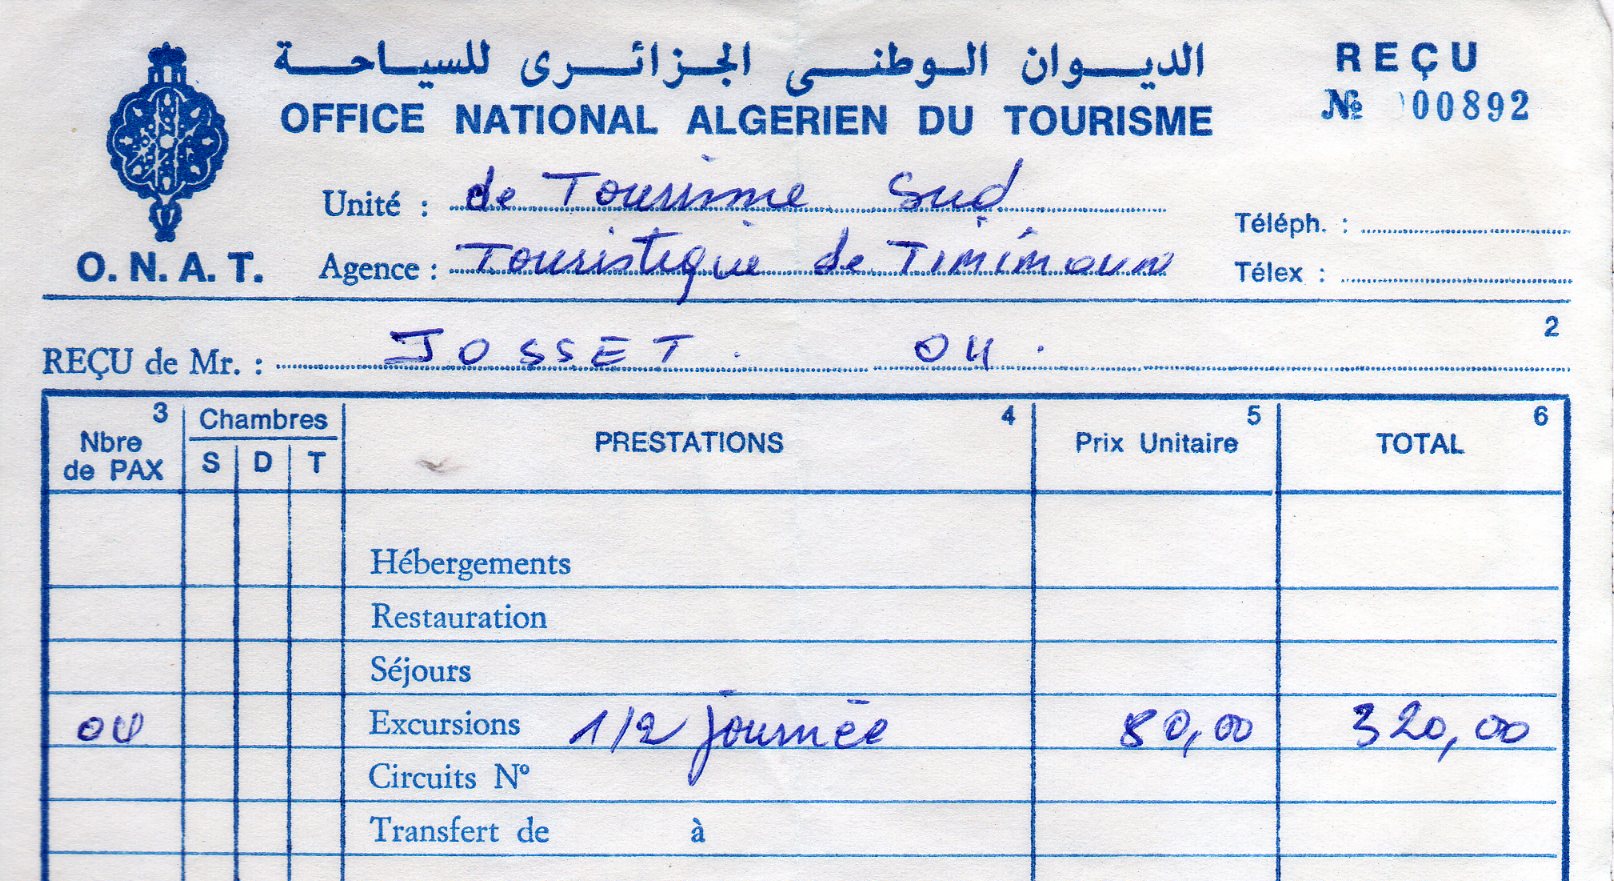 الديوان الوطنى الجزائرى للسياحة
OFFICE NATIONAL ALGERIEN DU TOURISME
REÇU
№ 00892
O. N. A. T.
Unité : de Tourisme Sud
Agence : Touristique de Timimoun
Téléph. :
Télex :
2
REÇU de Mr. : JOSSET. 04.
3 Chambres 4 5 6
Nbre de PAX S D T PRESTATIONS Prix Unitaire TOTAL
Hébergements
Restauration
Séjours
04 Excursions 1/2 journée 80,00 320,00
Circuits N°
Transfert de à